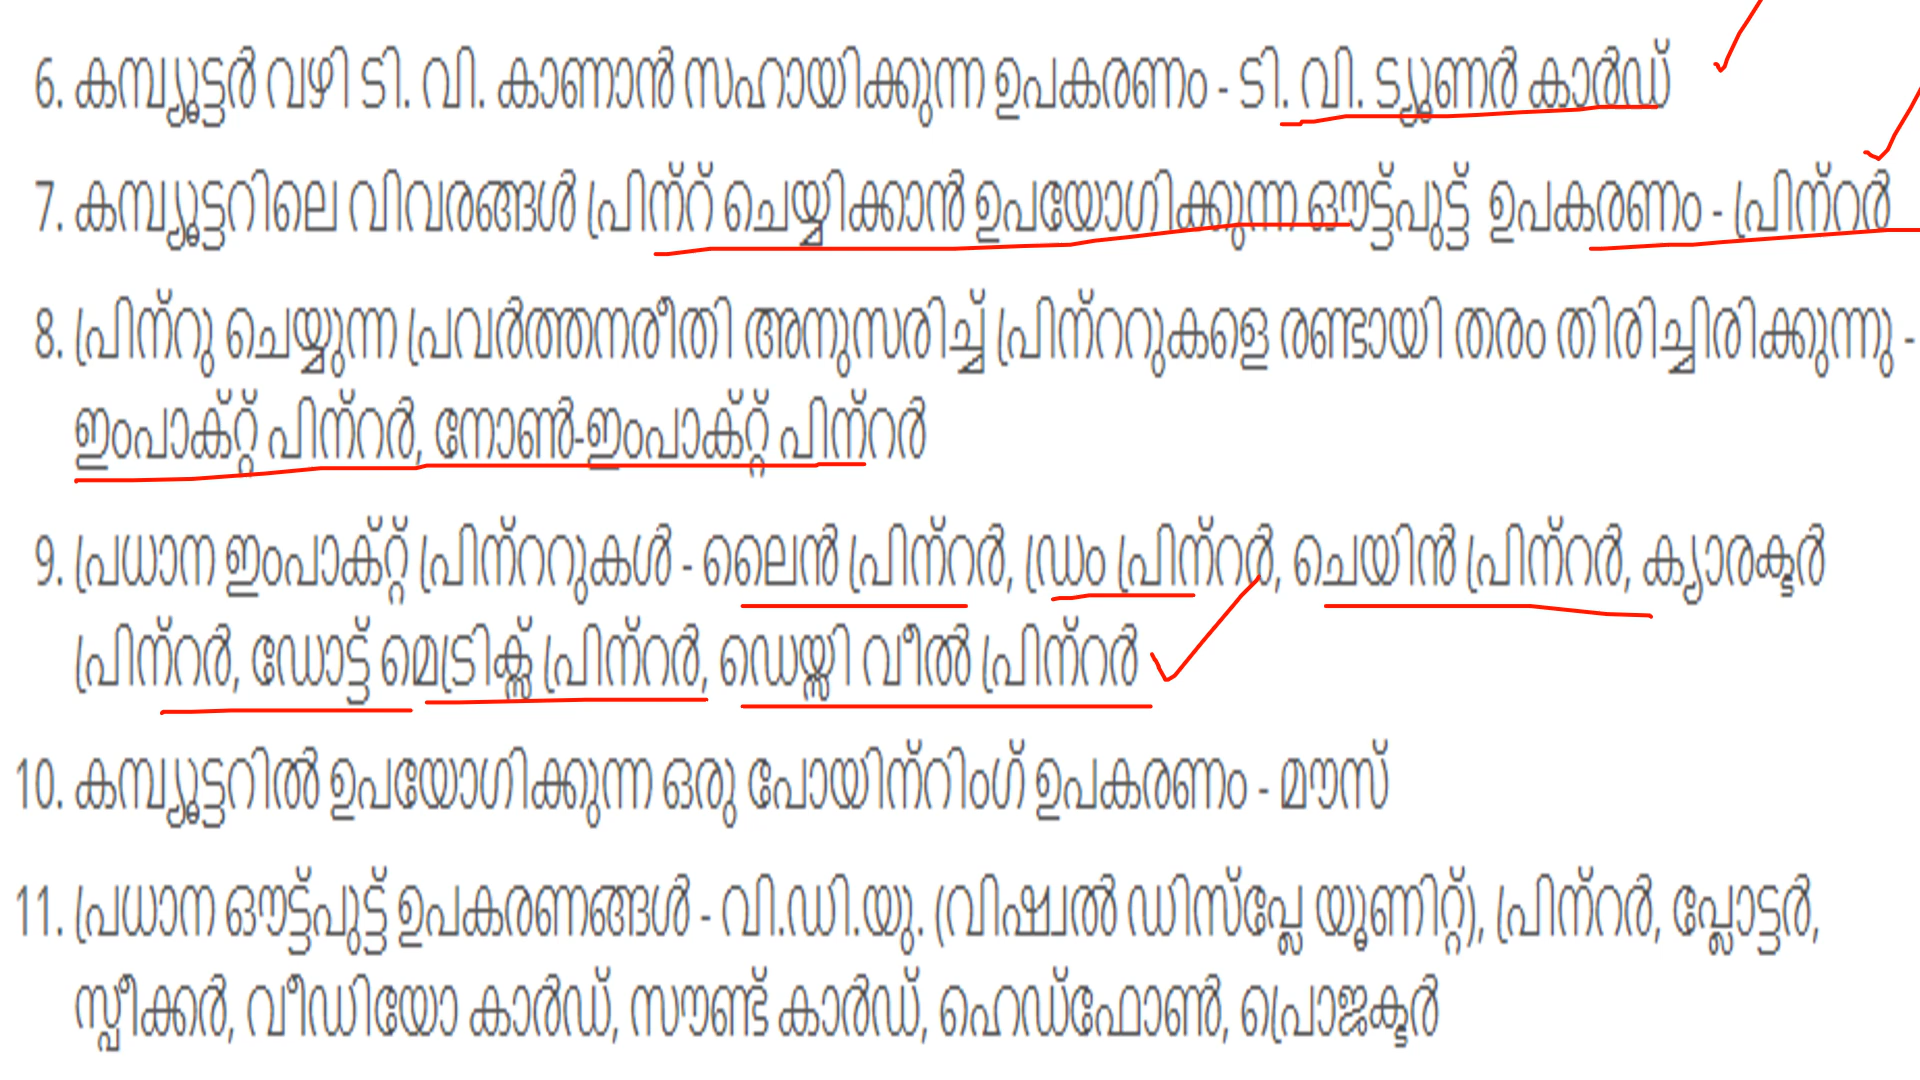 6. കമ്പ്യൂട്ടർ വഴി ടി. വി. കാണാൻ സഹായിക്കുന്ന ഉപകരണം - ടി. വി. ട്യൂണർ കാർഡ്
7. കമ്പ്യൂട്ടറിലെ വിവരങ്ങൾ പ്രിന്റ് ചെയ്യിക്കാൻ ഉപയോഗിക്കുന്ന ഔട്ട്പുട്ട് ഉപകരണം - പ്രിന്റർ
8. പ്രിന്റു ചെയ്യുന്ന പ്രവർത്തനരീതി അനുസരിച്ച് പ്രിന്ററുകളെ രണ്ടായി തരം തിരിച്ചിരിക്കുന്നു -
ഇംപാക്റ്റ് പിന്റർ, നോൺ-ഇംപാക്റ്റ് പിന്റർ
9. പ്രധാന ഇംപാക്റ്റ് പ്രിന്ററുകൾ - ലൈൻ പ്രിന്റർ, ഡ്രം പ്രിന്റർ, ചെയിൻ പ്രിന്റർ, ക്യാരക്ടർ
പ്രിന്റർ, ഡോട്ട് മെട്രിക്സ് പ്രിന്റർ, ഡെയ്സി വീൽ പ്രിന്റർ
10. കമ്പ്യൂട്ടറിൽ ഉപയോഗിക്കുന്ന ഒരു പോയിന്റിംഗ് ഉപകരണം - മൗസ്
11. പ്രധാന ഔട്ട്പുട്ട് ഉപകരണങ്ങൾ - വി.ഡി.യു. (വിഷ്വൽ ഡിസ്പ്ലേ യൂണിറ്റ്), പ്രിന്റർ, പ്ലോട്ടർ,
സ്പീക്കർ, വീഡിയോ കാർഡ്, സൗണ്ട് കാർഡ്, ഹെഡ്ഫോൺ, പ്രൊജക്ടർ